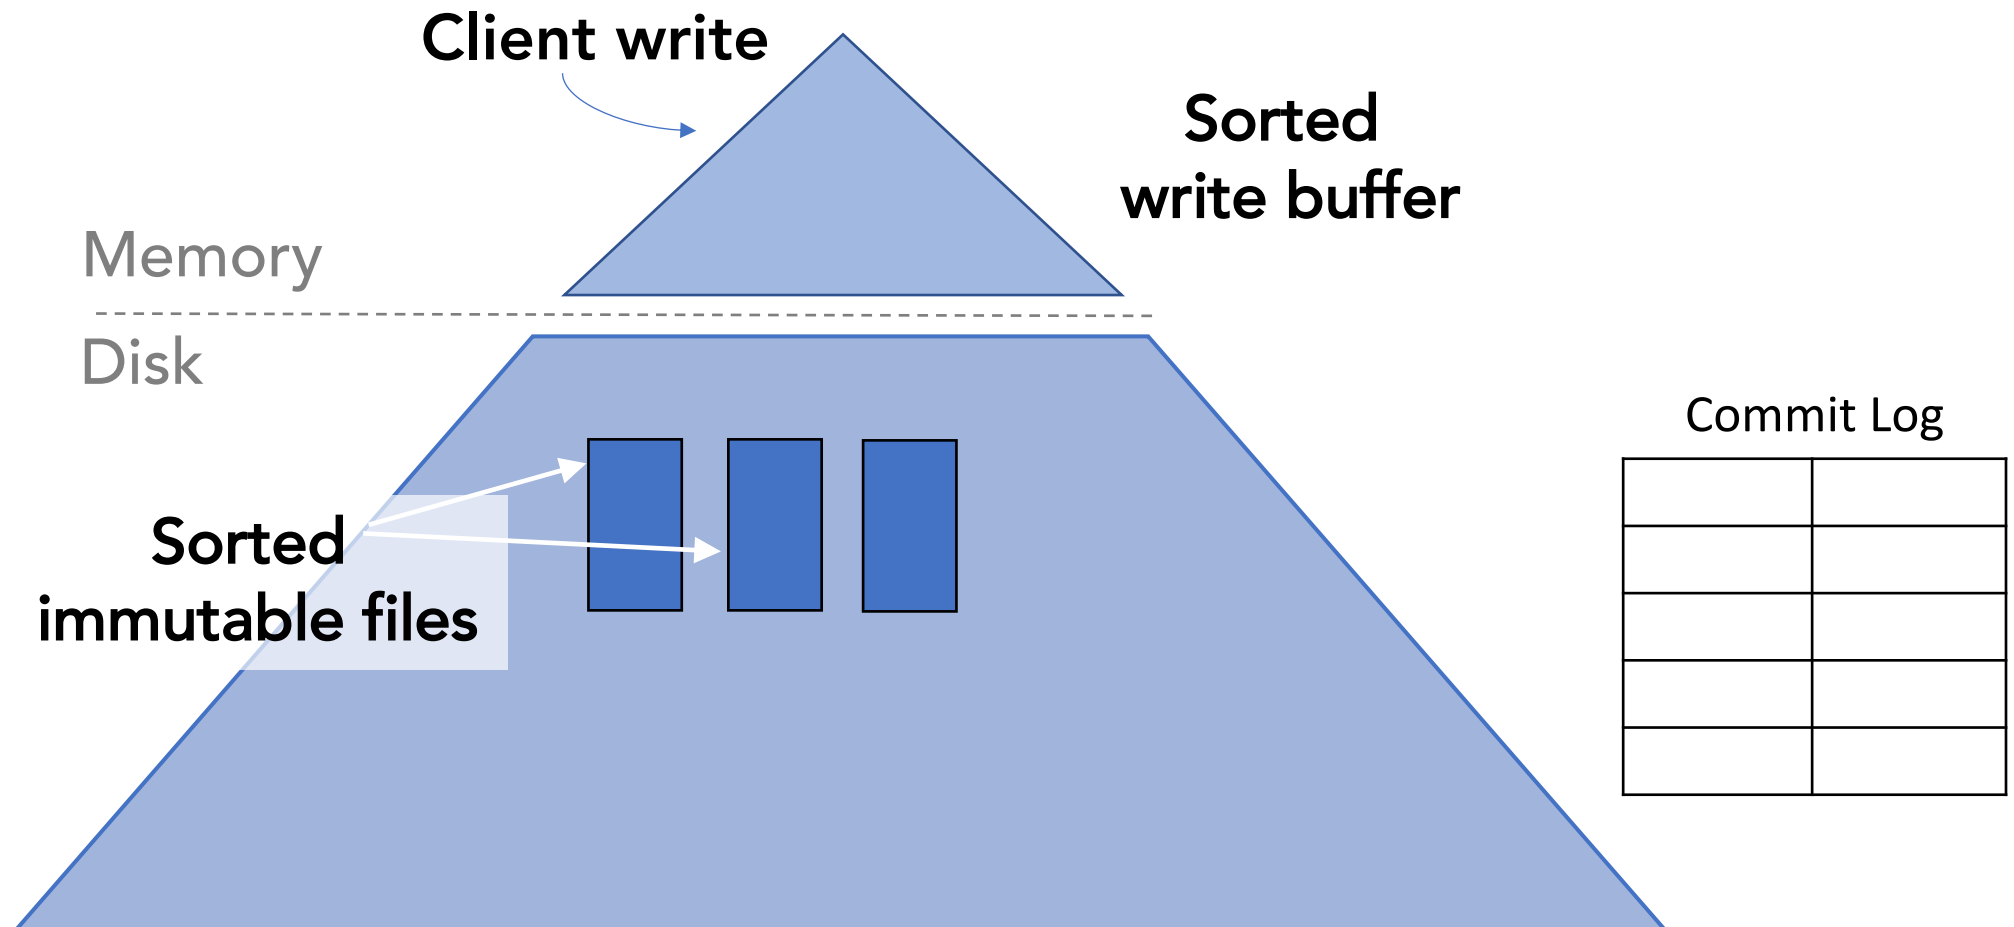 Client write
Sorted
write buffer
Memory
Disk
Commit Log
Sorted
immutable files